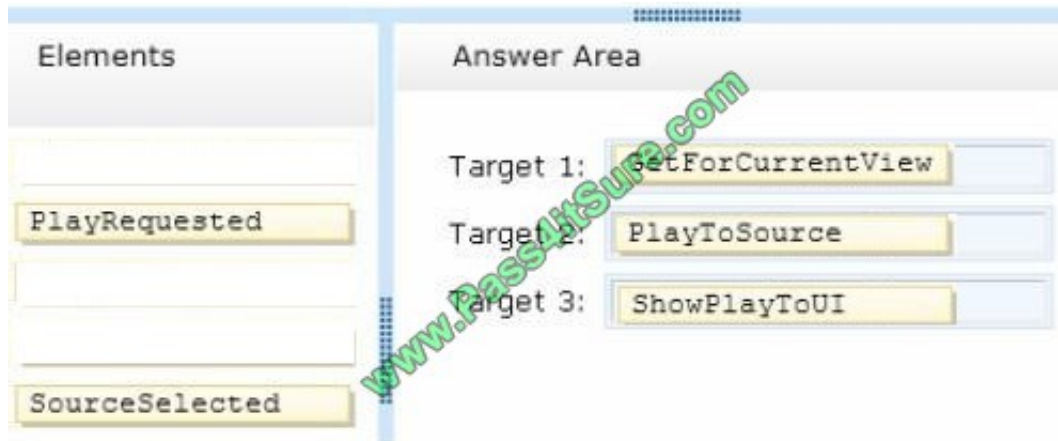 Elements
PlayRequested
SourceSelected
Answer Area
Target 1: GetForCurrentView
Target 2: PlayToSource
Target 3: ShowPlayToUI
www.Pass4itSure.com